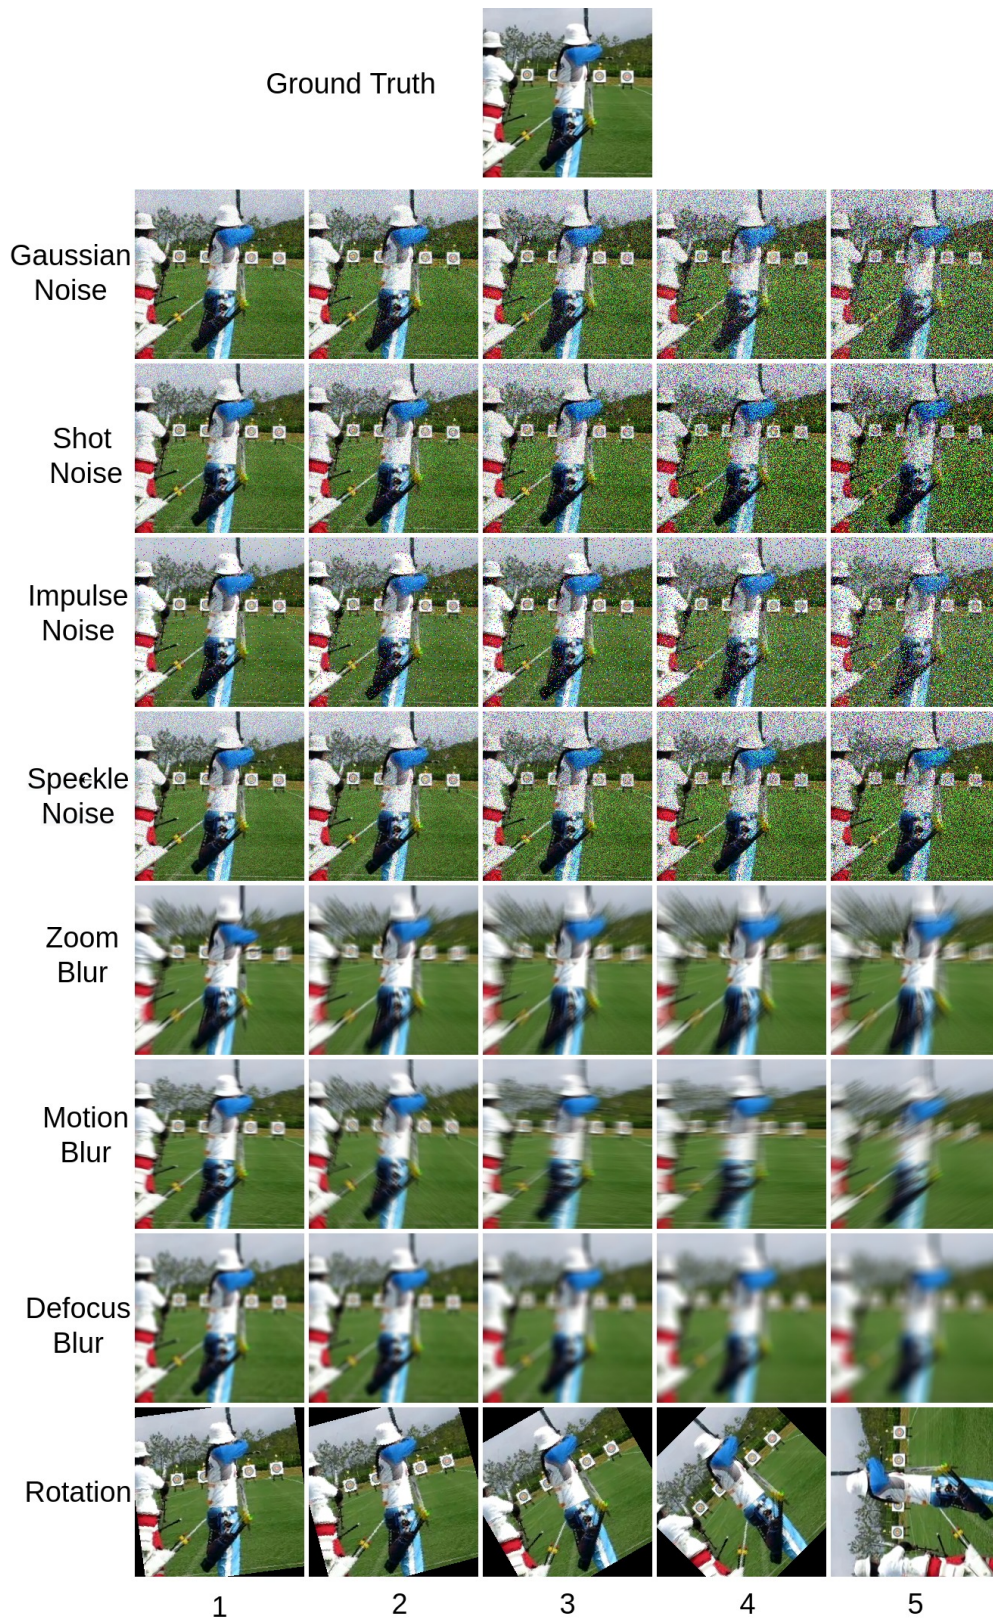 Ground Truth
Gaussian
Noise
Shot
Noise
Impulse
Noise
Speckle
Noise
Zoom
Blur
Motion
Blur
Defocus
Blur
Rotation
1 2 3 4 5